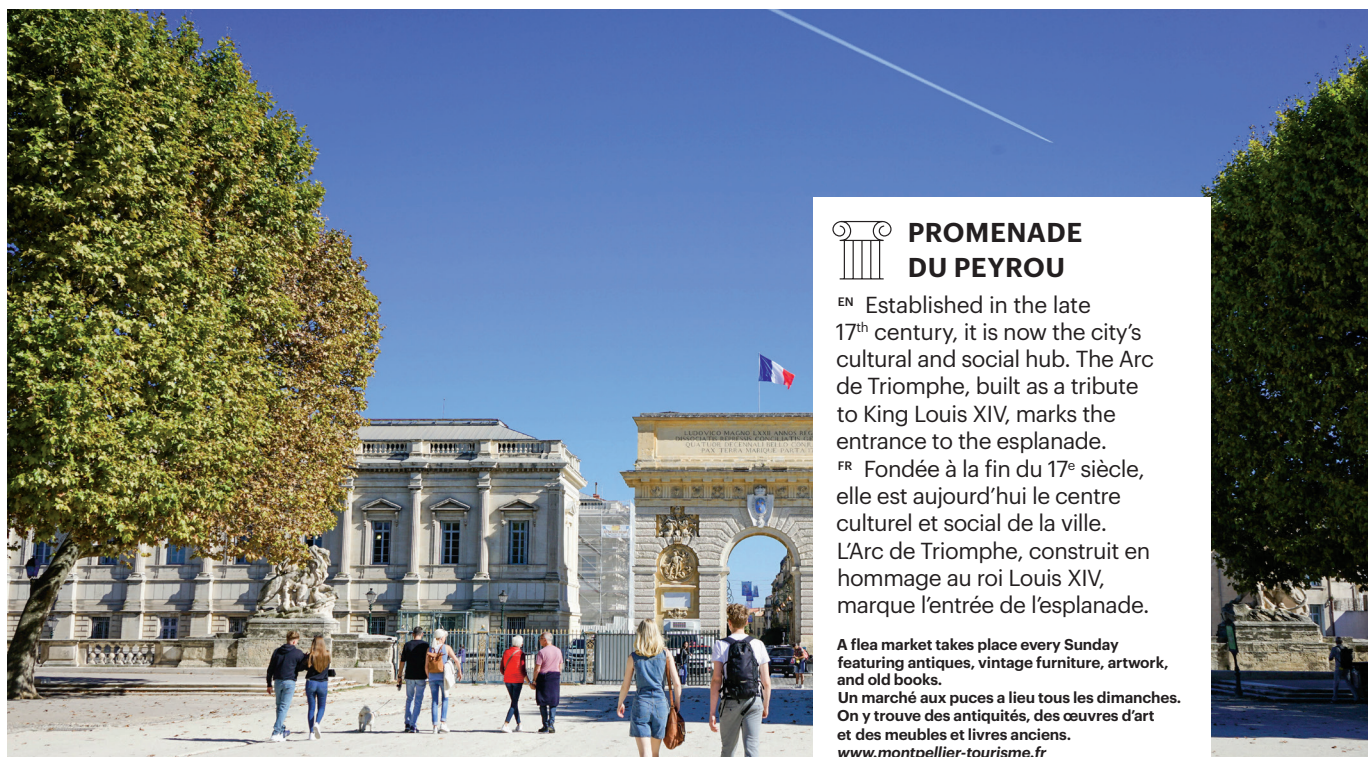 LUDOVICO MAGNO LXXII ANNOS
PAX TERRA MARIQUE PARTA
PROMENADE
DU PEYROU
EN Established in the late
17th century, it is now the city’s
cultural and social hub. The Arc
de Triomphe, built as a tribute
to King Louis XIV, marks the
entrance to the esplanade.
FR Fondée à la fin du 17e siècle,
elle est aujourd’hui le centre
culturel et social de la ville.
L’Arc de Triomphe, construit en
hommage au roi Louis XIV,
marque l’entrée de l’esplanade.
A flea market takes place every Sunday
featuring antiques, vintage furniture, artwork,
and old books.
Un marché aux puces a lieu tous les dimanches.
On y trouve des antiquités, des œuvres d’art
et des meubles et livres anciens.
www.montpellier-tourisme.fr